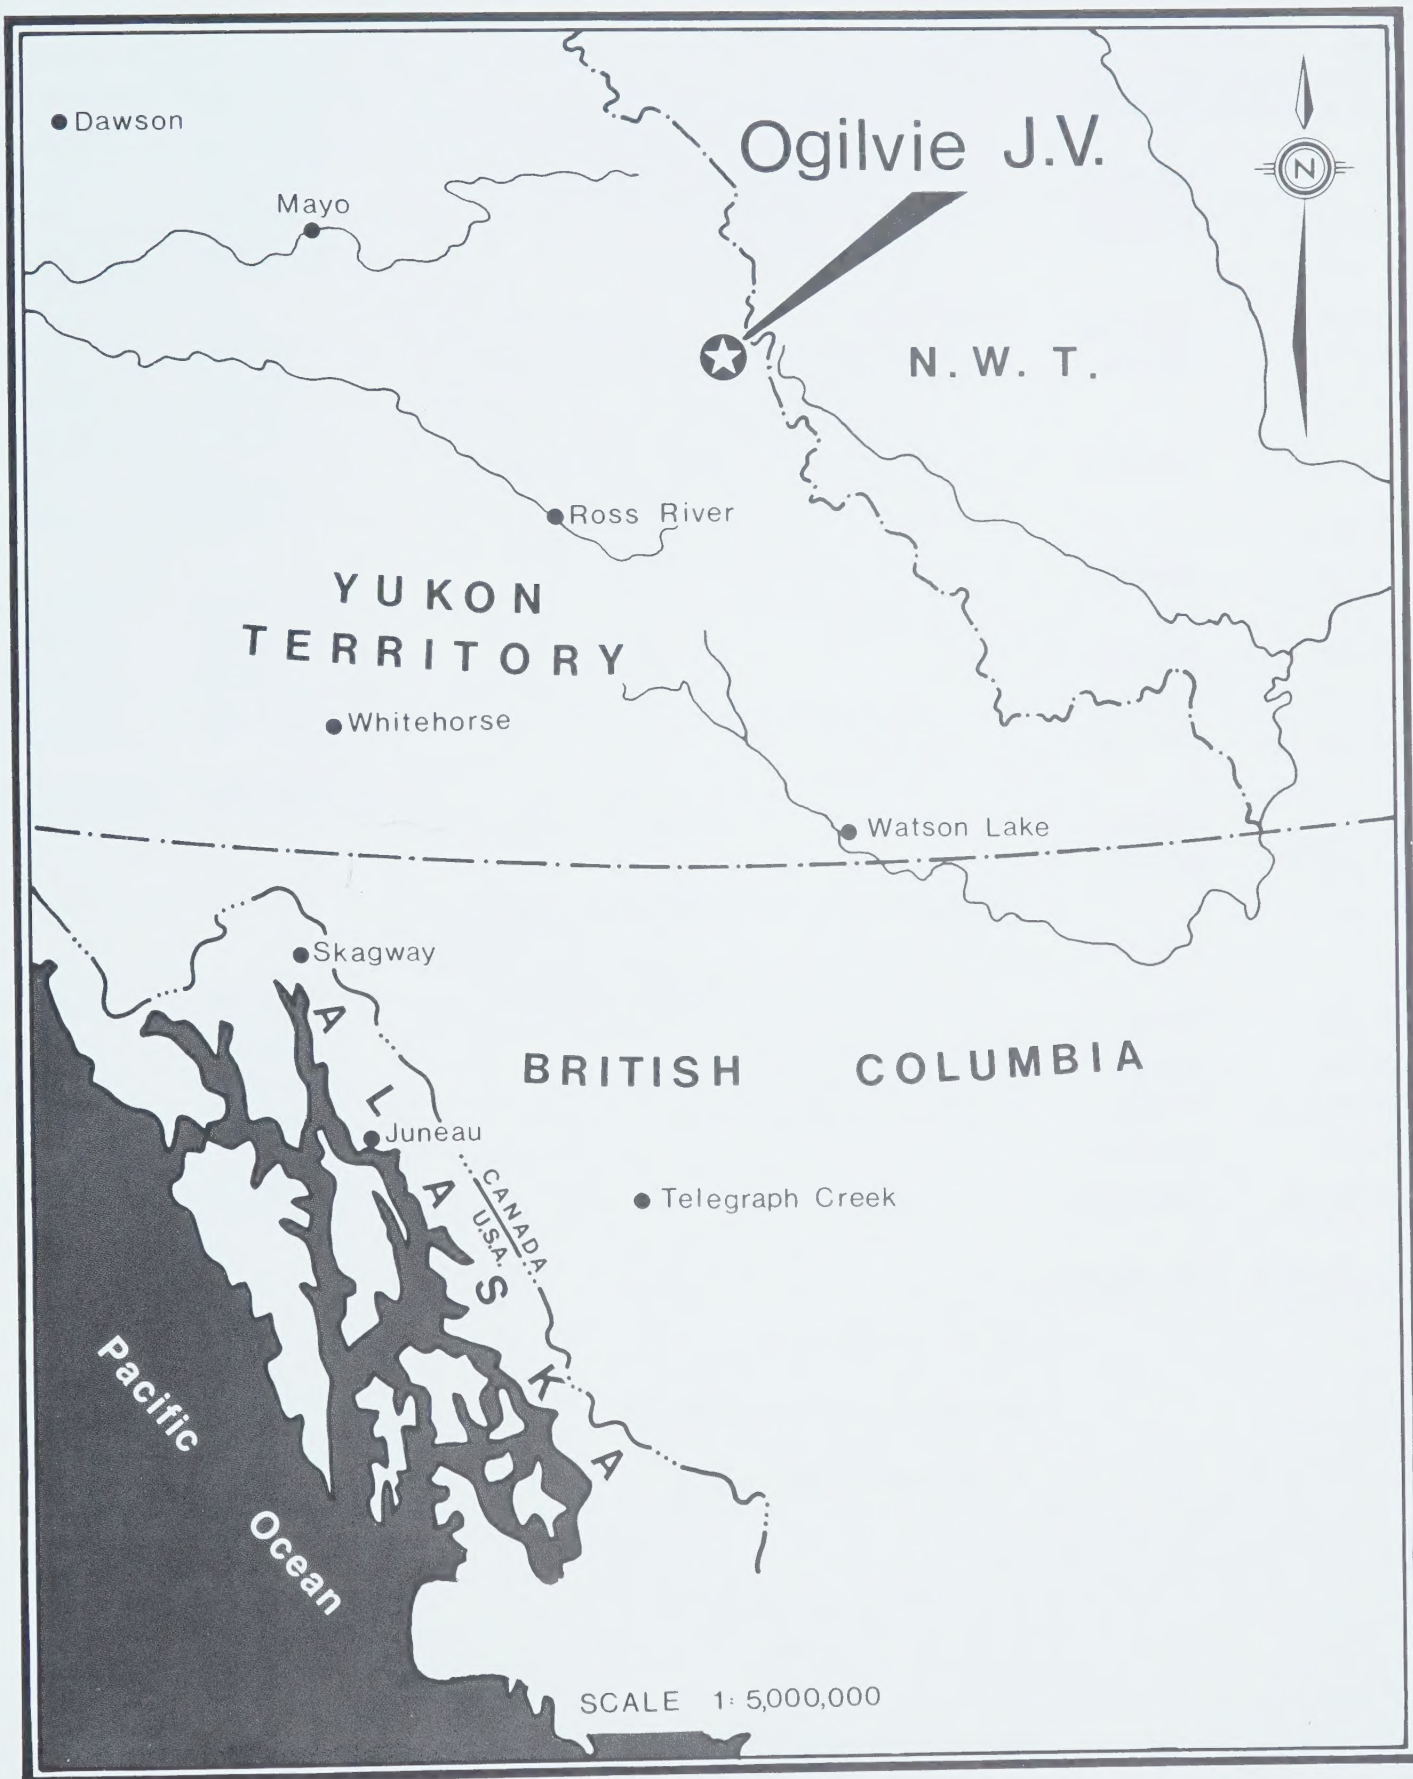 Dawson
Ogilvie J.V.
N
Mayo
N. W. T.
Ross River
YUKON
TERRITORY
Whitehorse
Watson Lake
Skagway
ALASKA
BRITISH COLUMBIA
Juneau
CANADA
U.S.A.
Telegraph Creek
Pacific
Ocean
SCALE 1: 5,000,000